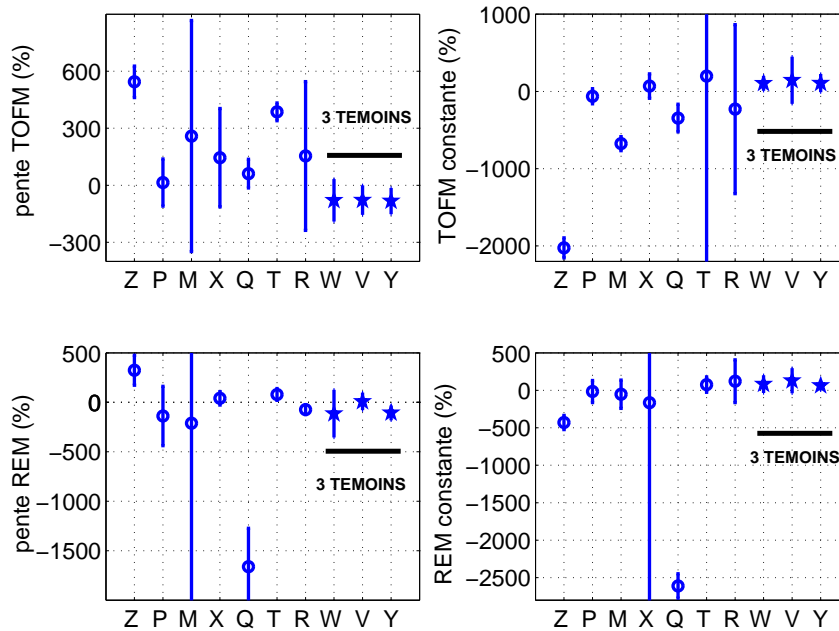 pente TOFM (%)
600
300
0
−300
3 TEMOINS
Z P M X Q T R W V Y
TOFM constante (%)
1000
0
−1000
−2000
3 TEMOINS
Z P M X Q T R W V Y
pente REM (%)
500
0
−500
−1000
−1500
3 TEMOINS
Z P M X Q T R W V Y
REM constante (%)
500
0
−500
−1000
−1500
−2000
−2500
3 TEMOINS
Z P M X Q T R W V Y